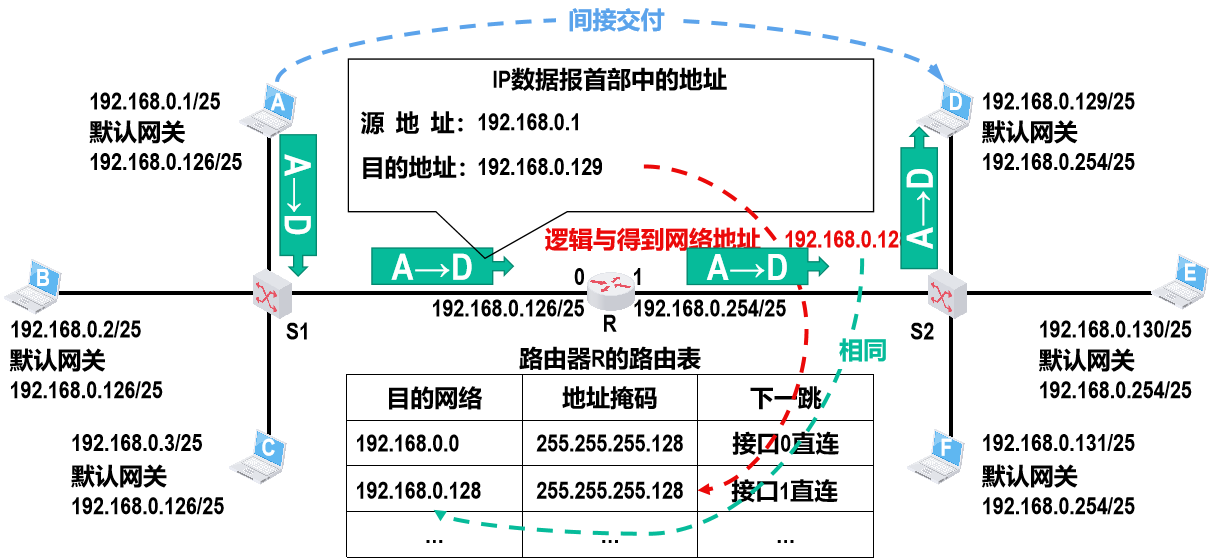 间接交付
IP数据报首部中的地址
源 地 址：192.168.0.1
目的地址：192.168.0.129
A
192.168.0.1/25
默认网关
192.168.0.126/25
D
192.168.0.129/25
默认网关
192.168.0.254/25
A→D
A→D
逻辑与得到网络地址 192.168.0.128
A→D
A→D
B
192.168.0.2/25
默认网关
192.168.0.126/25
S1
0
1
192.168.0.126/25
192.168.0.254/25
R
S2
E
192.168.0.130/25
默认网关
192.168.0.254/25
相同
C
192.168.0.3/25
默认网关
192.168.0.126/25
F
192.168.0.131/25
默认网关
192.168.0.254/25
路由器R的路由表
目的网络 地址掩码 下一跳
192.168.0.0 255.255.255.128 接口0直连
192.168.0.128 255.255.255.128 接口1直连
… … …